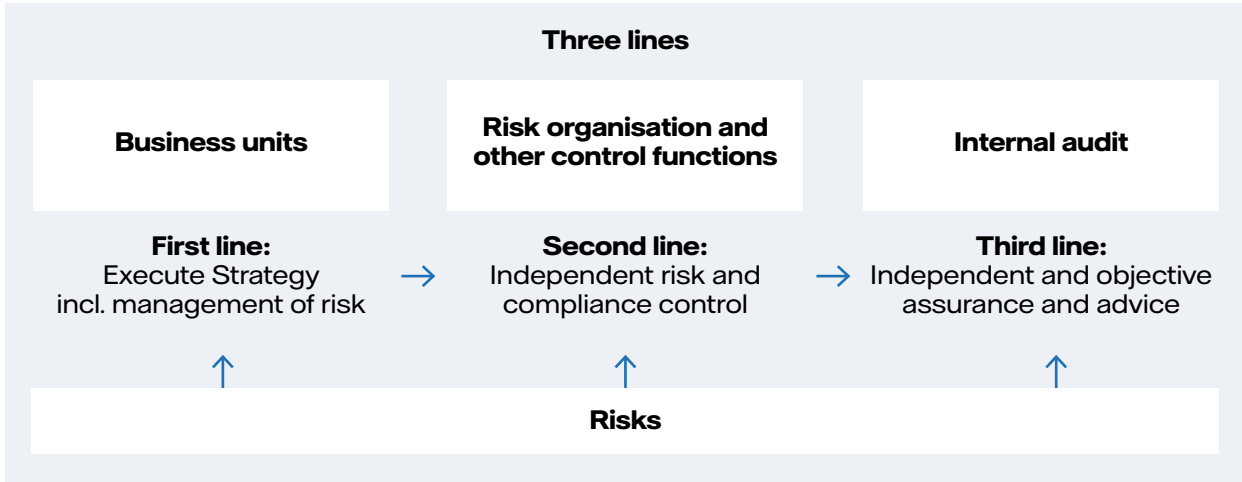 Three lines
Business units
Risk organisation and
other control functions
Internal audit
First line:
Execute Strategy
incl. management of risk
Second line:
Independent risk and
compliance control
Third line:
Independent and objective
assurance and advice
Risks